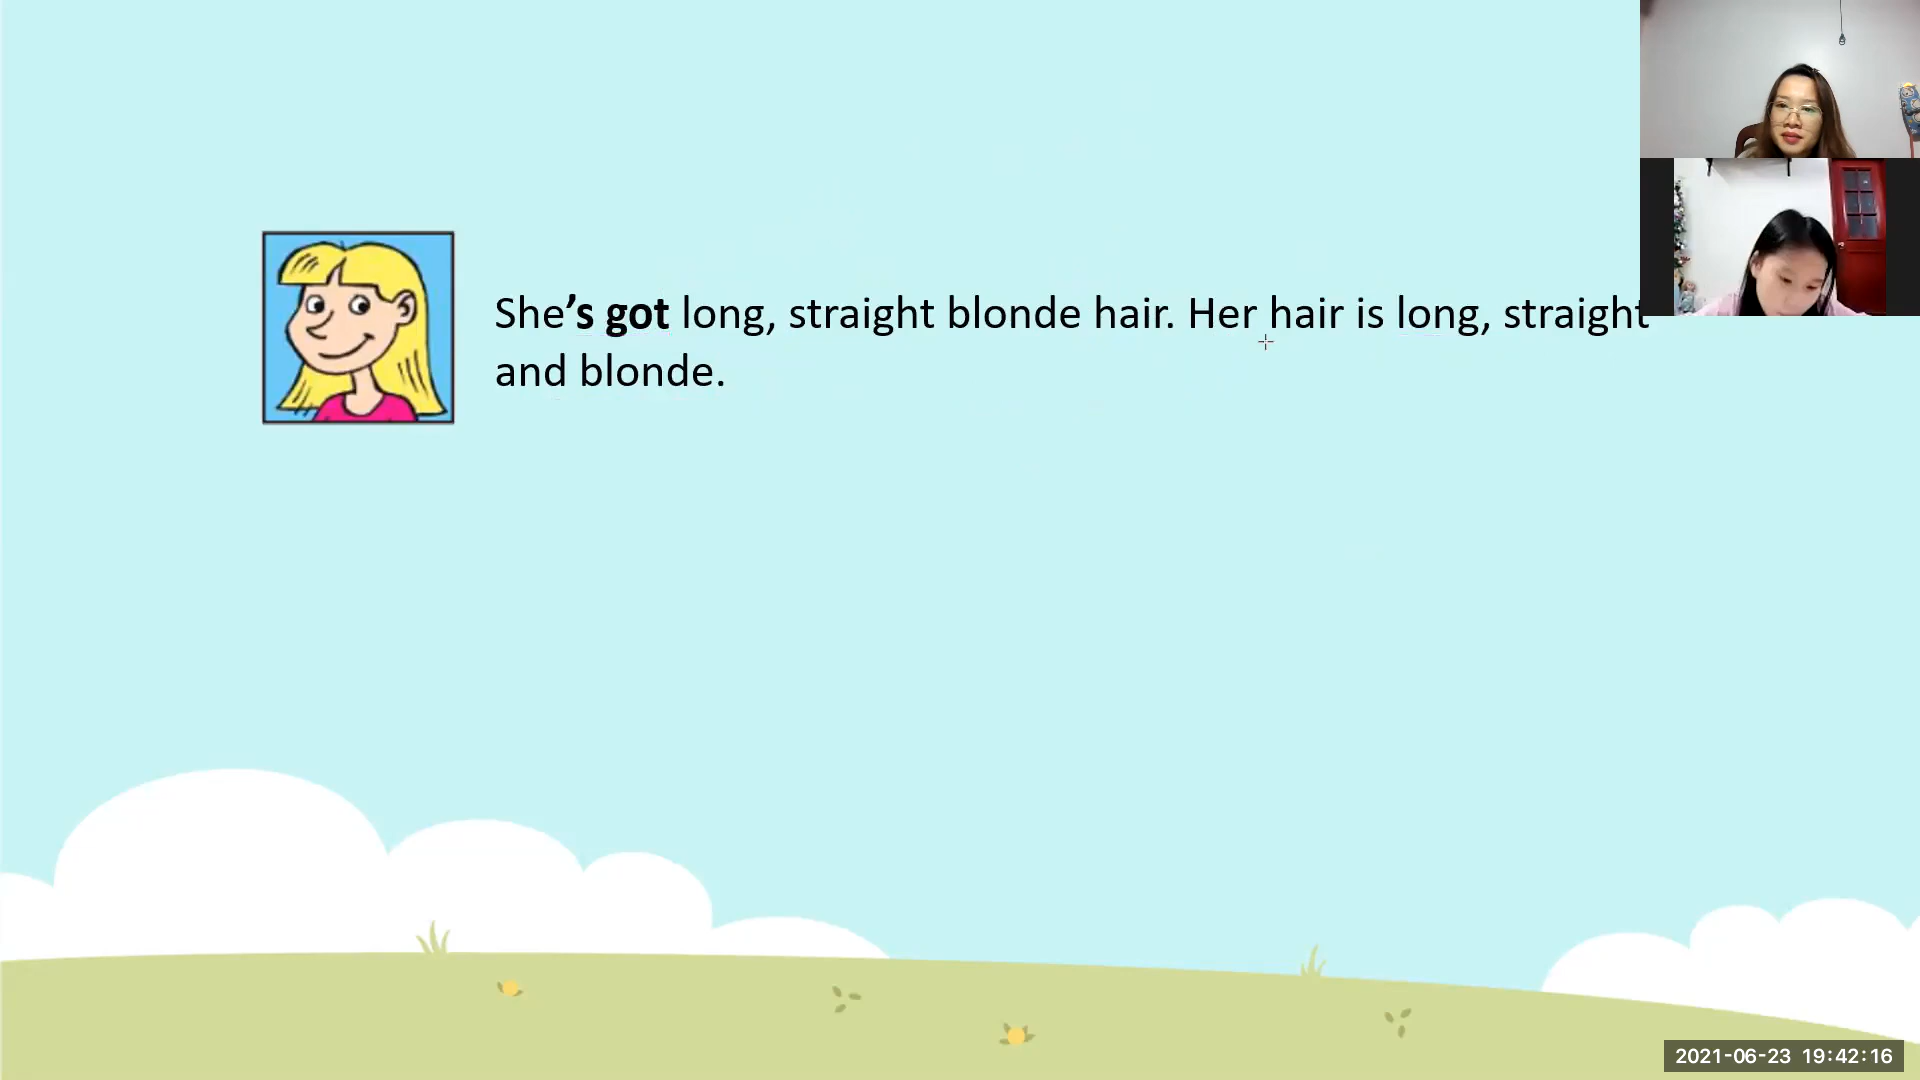 She’s got long, straight blonde hair. Her hair is long, straight
and blonde.
2021-06-23 19:42:16